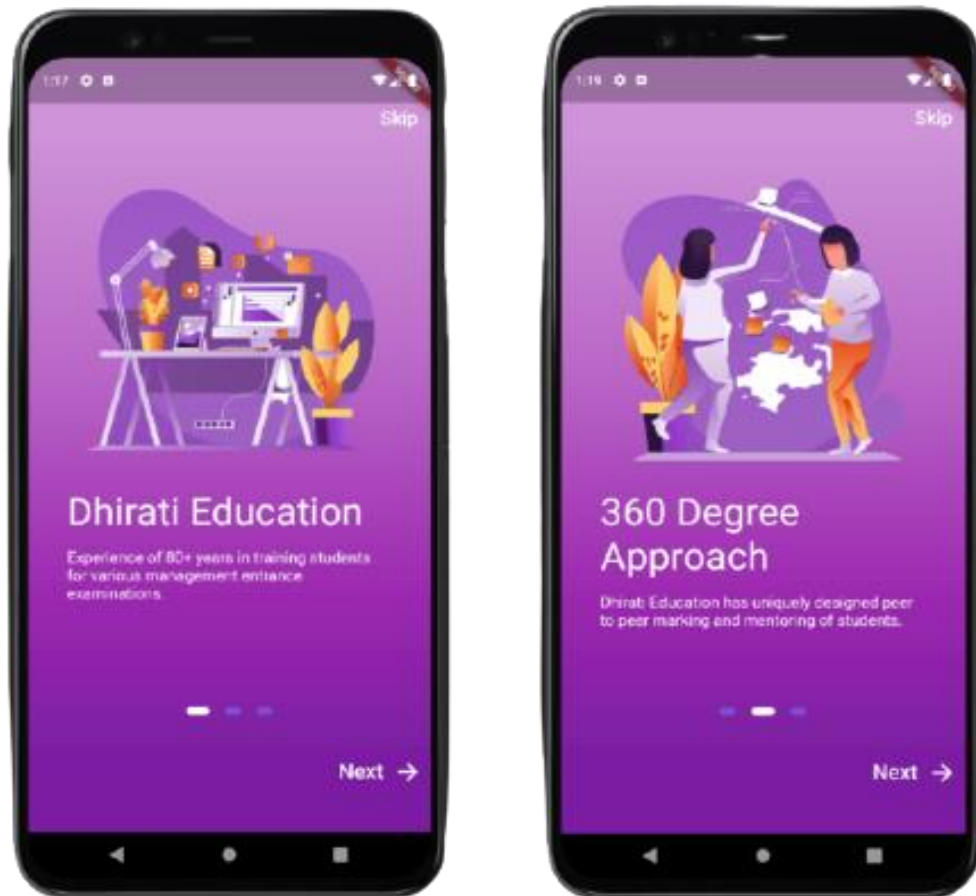 1:17
Skip
Dhirati Education
Experience of 80+ years in training students
for various management entrance
examinations.
Next
1:19
Skip
360 Degree
Approach
Dhirati Education has uniquely designed peer
to peer marking and mentoring of students.
Next